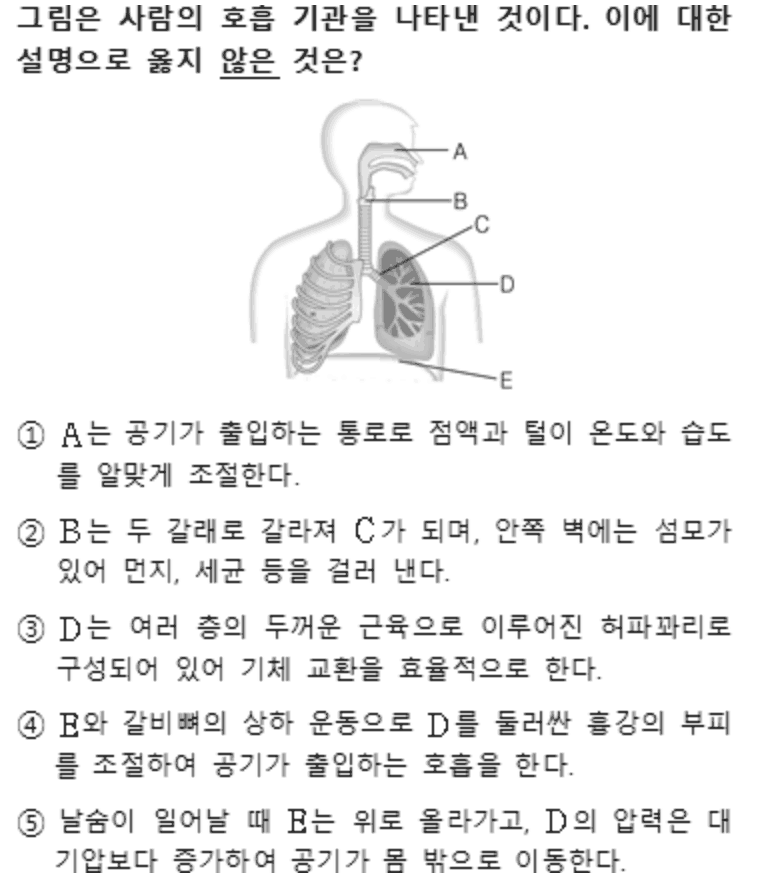 그림은 사람의 호흡 기관을 나타낸 것이다. 이에 대한
설명으로 옳지 않은 것은?
A
B
C
D
E
① A는 공기가 출입하는 통로로 점액과 털이 온도와 습도
를 알맞게 조절한다.
② B는 두 갈래로 갈라져 C가 되며, 안쪽 벽에는 섬모가
있어 먼지, 세균 등을 걸러 낸다.
③ D는 여러 층의 두꺼운 근육으로 이루어진 허파꽈리로
구성되어 있어 기체 교환을 효율적으로 한다.
④ E와 갈비뼈의 상하 운동으로 D를 둘러싼 흉강의 부피
를 조절하여 공기가 출입하는 호흡을 한다.
⑤ 날숨이 일어날 때 E는 위로 올라가고, D의 압력은 대
기압보다 증가하여 공기가 몸 밖으로 이동한다.